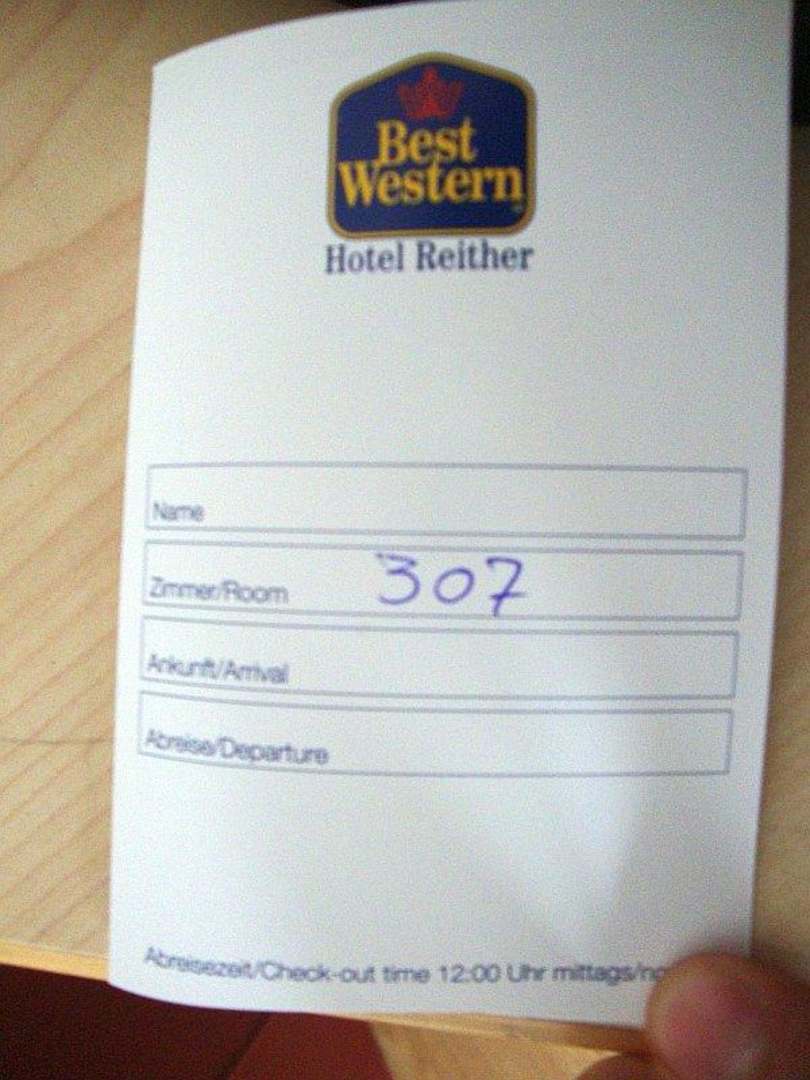 Best
Western
Hotel Reither
Name
Zimmer/Room 307
Ankunft/Arrival
Abreise/Departure
Abreisezeit/Check-out time 12:00 Uhr mittags/